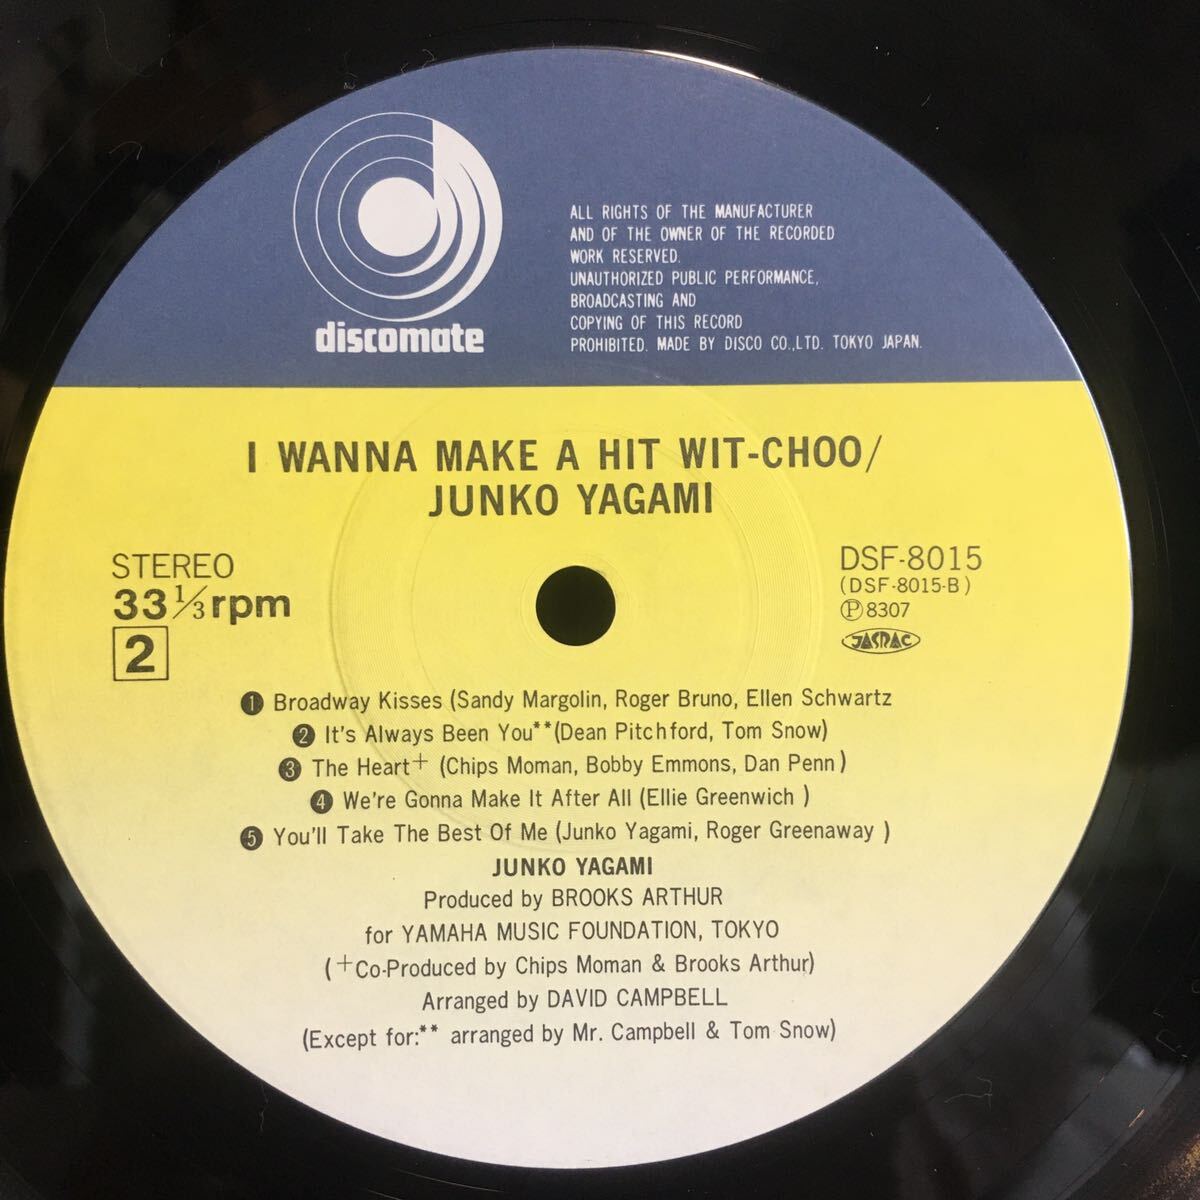 discomate
ALL RIGHTS OF THE MANUFACTURER
AND OF THE OWNER OF THE RECORDED
WORK RESERVED.
UNAUTHORIZED PUBLIC PERFORMANCE,
BROADCASTING AND
COPYING OF THIS RECORD
PROHIBITED. MADE BY DISCO CO.,LTD. TOKYO JAPAN.
I WANNA MAKE A HIT WIT-CHOO/
JUNKO YAGAMI
STEREO
33 1/3 rpm
2
DSF-8015
(DSF-8015-B)
Ⓟ8307
JASRAC
❶ Broadway Kisses (Sandy Margolin, Roger Bruno, Ellen Schwartz
❷ It's Always Been You** (Dean Pitchford, Tom Snow)
❸ The Heart+ (Chips Moman, Bobby Emmons, Dan Penn)
❹ We're Gonna Make It After All (Ellie Greenwich )
❺ You'll Take The Best Of Me (Junko Yagami, Roger Greenaway )
JUNKO YAGAMI
Produced by BROOKS ARTHUR
for YAMAHA MUSIC FOUNDATION, TOKYO
(+Co-Produced by Chips Moman & Brooks Arthur)
Arranged by DAVID CAMPBELL
(Except for:** arranged by Mr. Campbell & Tom Snow)